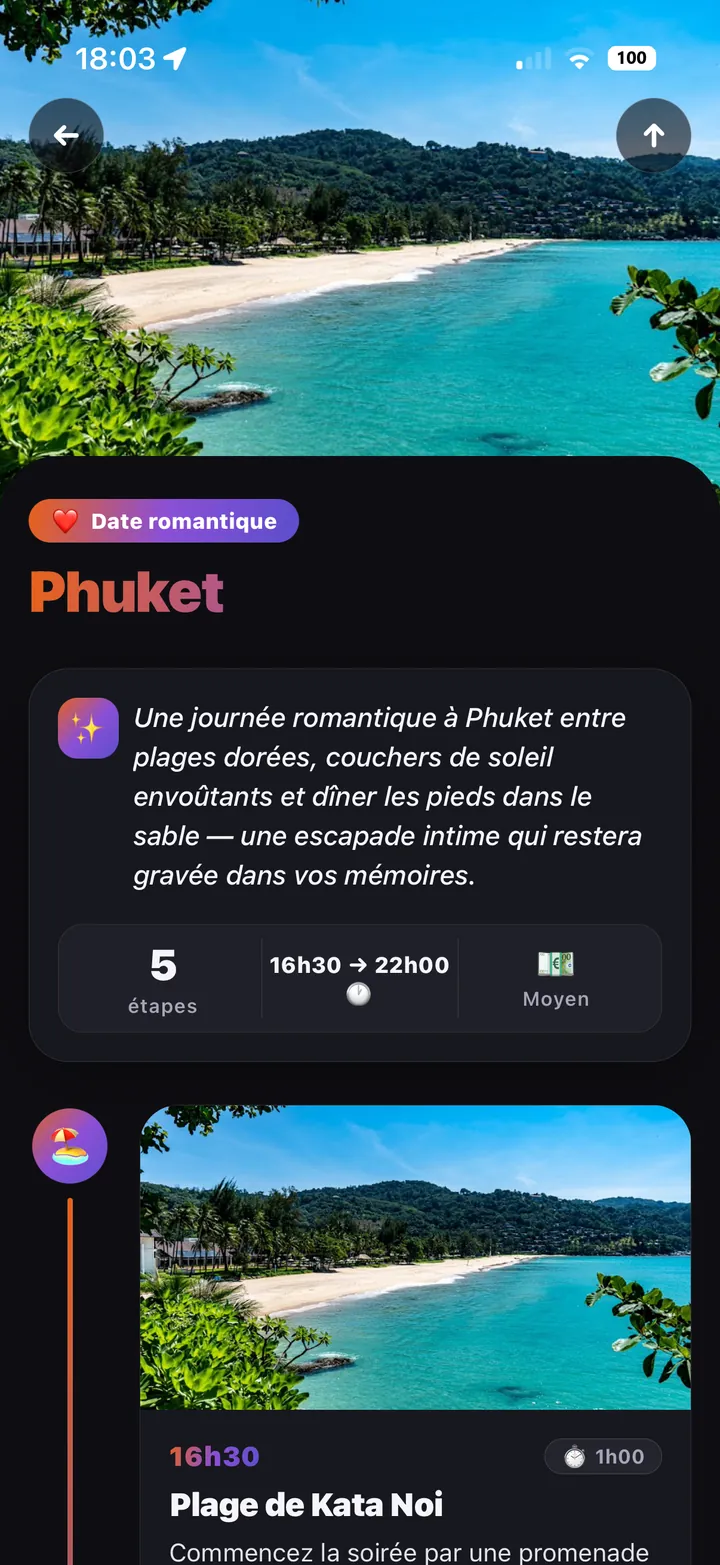 18:03
100
❤️ Date romantique
Phuket
Une journée romantique à Phuket entre
plages dorées, couchers de soleil
envoûtants et dîner les pieds dans le
sable — une escapade intime qui restera
gravée dans vos mémoires.
5
étapes
16h30 → 22h00
Moyen
16h30
1h00
Plage de Kata Noi
Commencez la soirée par une promenade